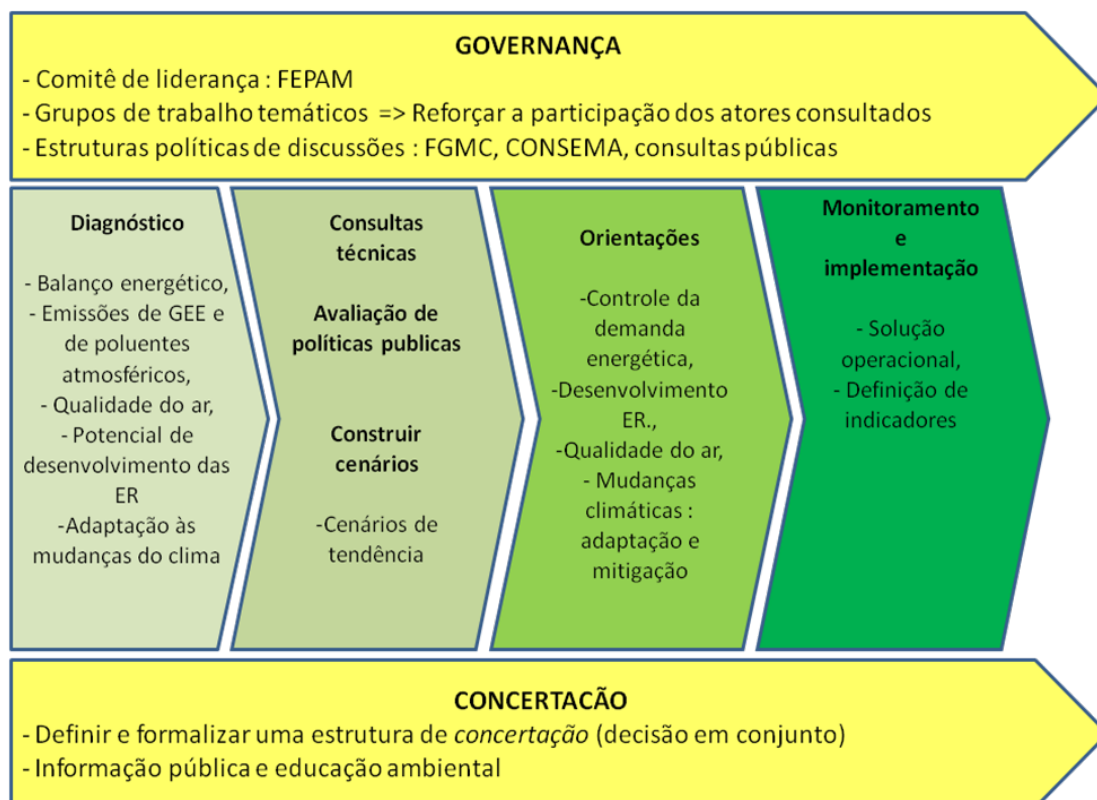 GOVERNANÇA
- Comitê de liderança : FEPAM
- Grupos de trabalho temáticos => Reforçar a participação dos atores consultados
- Estruturas políticas de discussões : FGMC, CONSEMA, consultas públicas
Diagnóstico
- Balanço energético,
- Emissões de GEE e
de poluentes
atmosféricos,
- Qualidade do ar,
- Potencial de
desenvolvimento das
ER
-Adaptação às
mudanças do clima
Consultas
técnicas
Avaliação de
políticas publicas
Construir
cenários
-Cenários de
tendência
Orientações
-Controle da
demanda
energética,
-Desenvolvimento
ER.,
-Qualidade do ar,
- Mudanças
climáticas :
adaptação e
mitigação
Monitoramento
e
implementação
- Solução
operacional,
- Definição de
indicadores
CONCERTACÃO
- Definir e formalizar uma estrutura de concertação (decisão em conjunto)
- Informação pública e educação ambiental